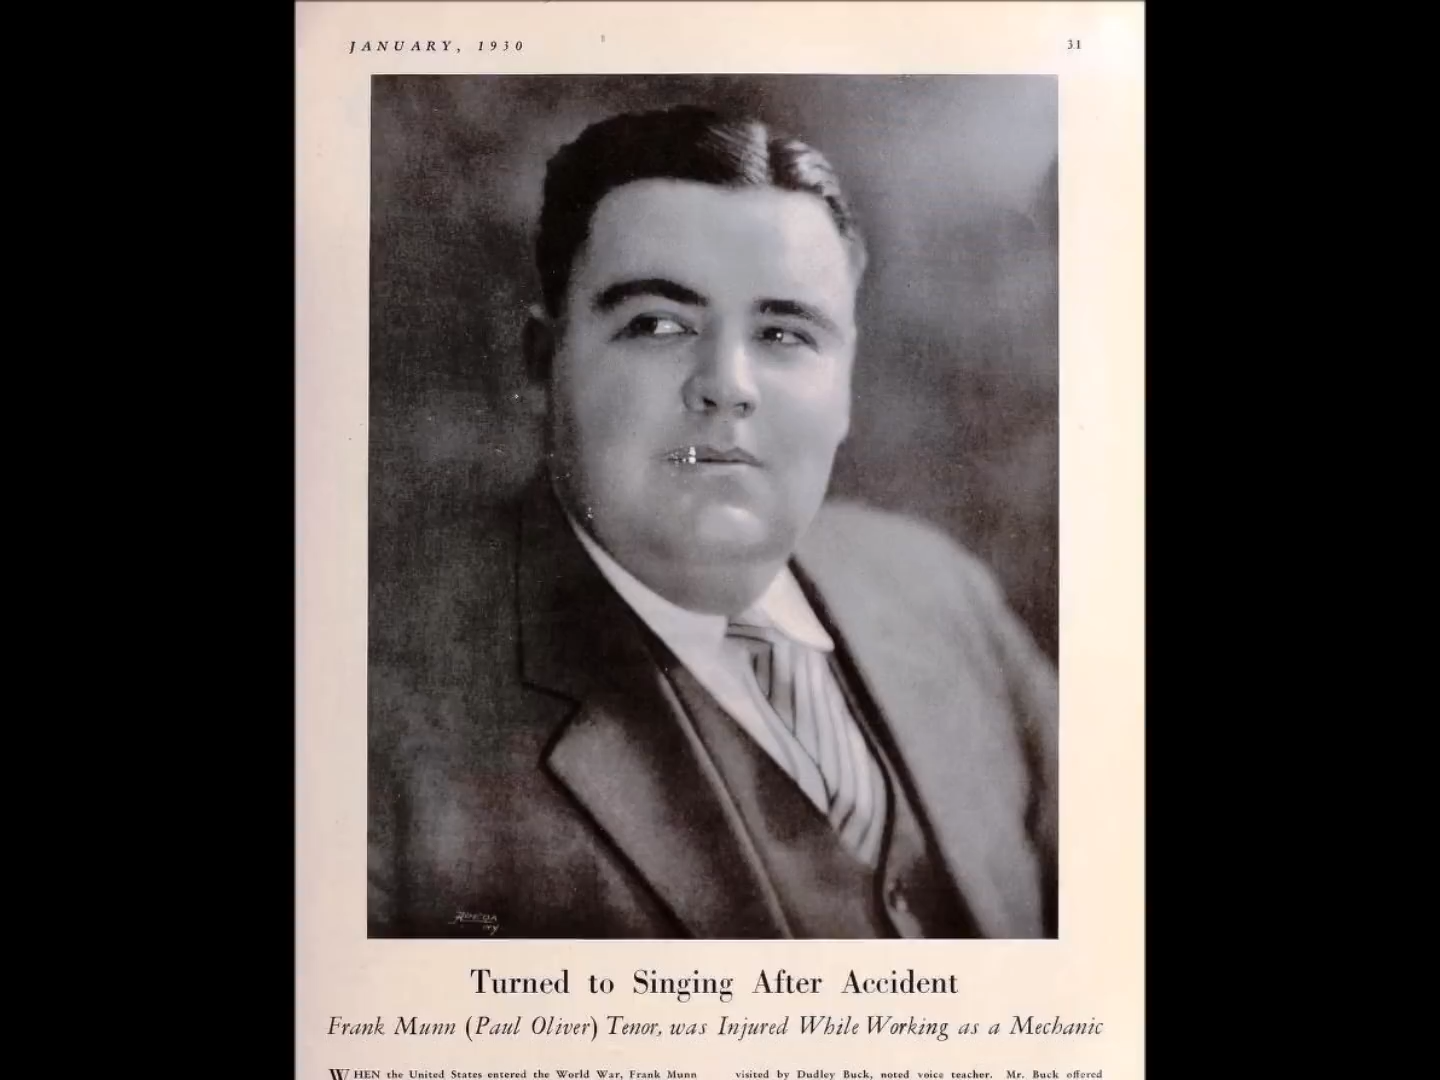 JANUARY, 1930
31
Turned to Singing After Accident
Frank Munn (Paul Oliver) Tenor, was Injured While Working as a Mechanic
WHEN the United States entered the World War, Frank Munn
visited by Dudley Buck, noted voice teacher. Mr. Buck offered